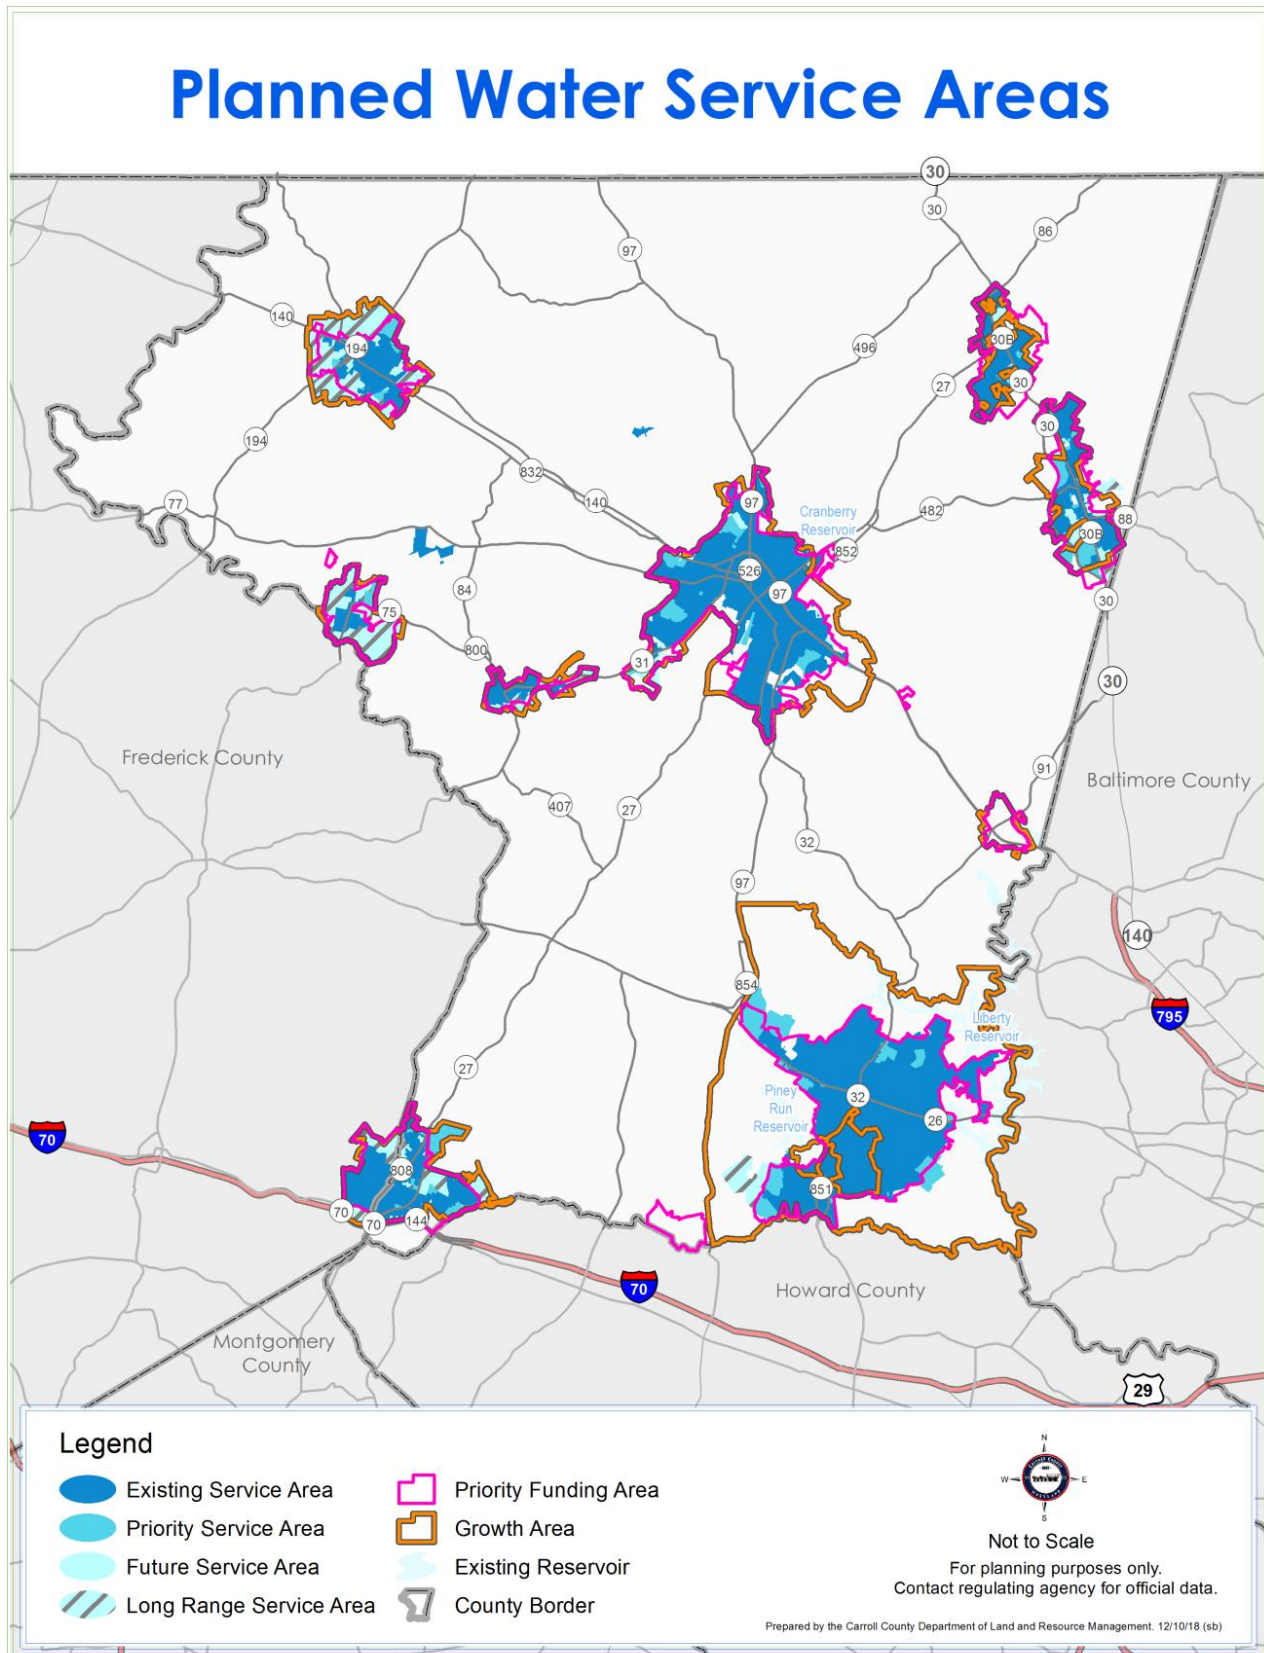 Planned Water Service Areas
30
30
86
97
140
194
30B
496
27
30
30
194
832
77
140
97
Cranberry
Reservoir
482
88
852
30B
526
84
97
75
30
800
31
30
Frederick County
91
Baltimore County
407
27
32
97
140
854
795
Liberty
Reservoir
27
Piney
Run
Reservoir
32
26
70
808
851
70
70
144
70
Howard County
Montgomery
County
29
Legend
Existing Service Area
Priority Service Area
Future Service Area
Long Range Service Area
Priority Funding Area
Growth Area
Existing Reservoir
County Border
N
W
E
S
Not to Scale
For planning purposes only.
Contact regulating agency for official data.
Prepared by the Carroll County Department of Land and Resource Management. 12/10/18 (sb)